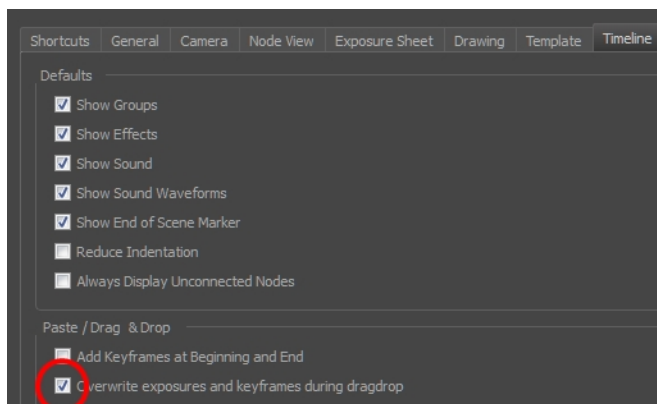 Shortcuts General Camera Node View Exposure Sheet Drawing Template Timeline
Defaults
Show Groups
Show Effects
Show Sound
Show Sound Waveforms
Show End of Scene Marker
Reduce Indentation
Always Display Unconnected Nodes
Paste / Drag & Drop
Add Keyframes at Beginning and End
Overwrite exposures and keyframes during dragdrop